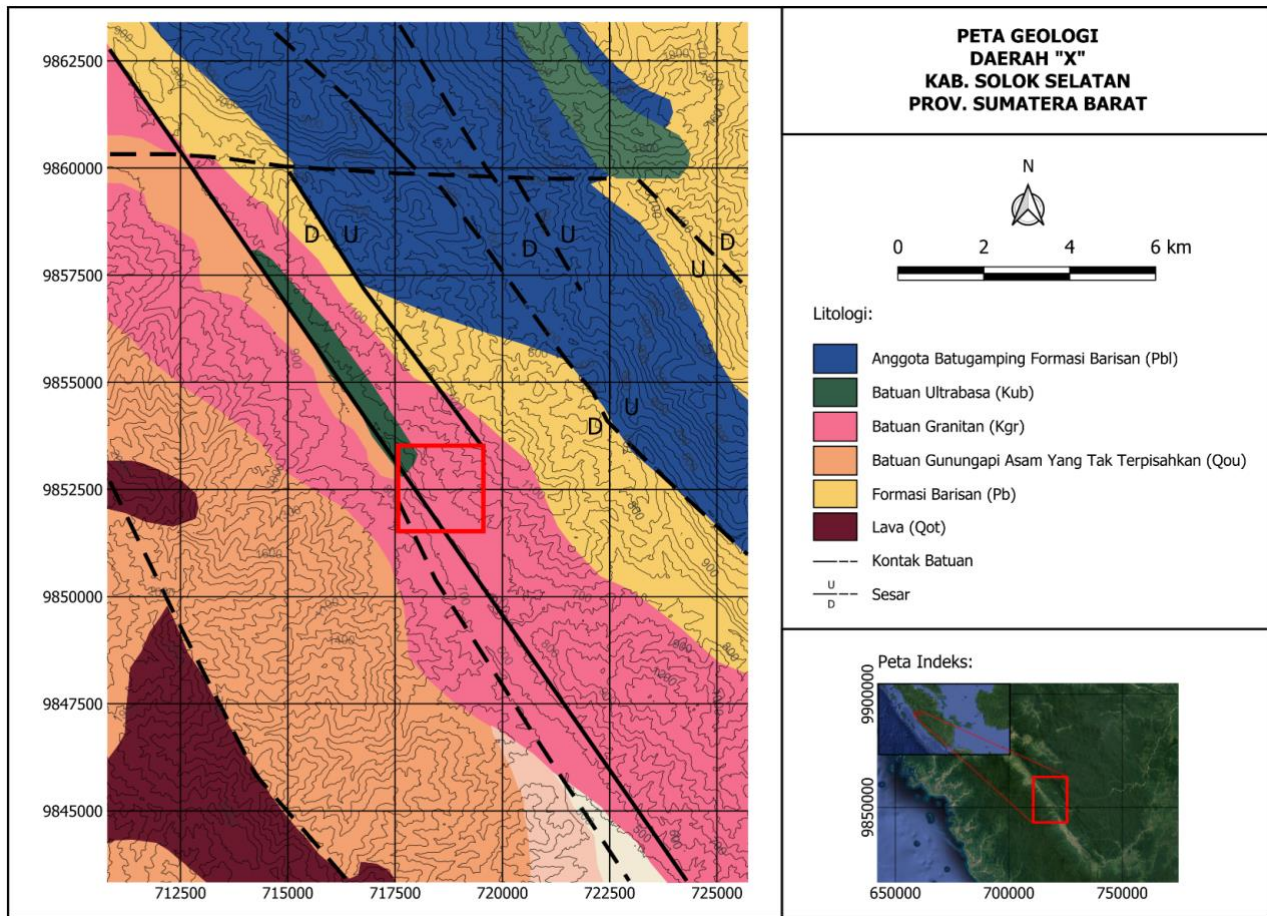 PETA GEOLOGI
DAERAH "X"
KAB. SOLOK SELATAN
PROV. SUMATERA BARAT
N
0 2 4 6 km
Litologi:
Anggota Batugamping Formasi Barisan (Pbl)
Batuan Ultrabasa (Kub)
Batuan Granitan (Kgr)
Batuan Gunungapi Asam Yang Tak Terpisahkan (Qou)
Formasi Barisan (Pb)
Lava (Qot)
Kontak Batuan
U
D
Sesar
Peta Indeks:
9900000
9850000
650000 700000 750000
9862500
9860000
9857500
9855000
9852500
9850000
9847500
9845000
712500 715000 717500 720000 722500 725000
D U
D U
U D
D U